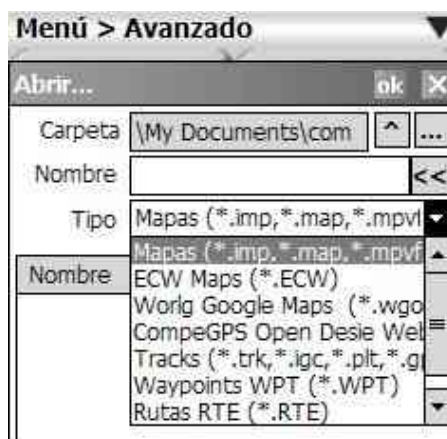 Menú > Avanzado
Abrir... ok
Carpeta \My Documents\com ^ ...
Nombre <<
Tipo Mapas (*.imp,*.map,*.mpvf
Nombre
Mapas (*.imp,*.map,*.mpvf
ECW Maps (*.ECW)
Worlg Google Maps (*.wgo
CompeGPS Open Desie Web
Tracks (*.trk,*.igc,*.plt,*.g
Waypoints WPT (*.WPT)
Rutas RTE (*.RTE)